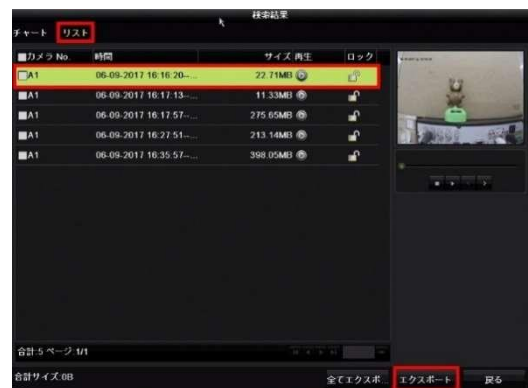 検索結果
チャート リスト
カメラ No. 時間 サイズ 再生 ロック
A1 06-09-2017 16:16:20--... 22.71MB
A1 06-09-2017 16:17:13--... 11.33MB
A1 06-09-2017 16:17:57--... 275.65MB
A1 06-09-2017 16:27:51--... 213.14MB
A1 06-09-2017 16:35:57--... 398.05MB
合計:5 ページ:1/1
合計サイズ:0B 全てエクスポ... エクスポート 戻る